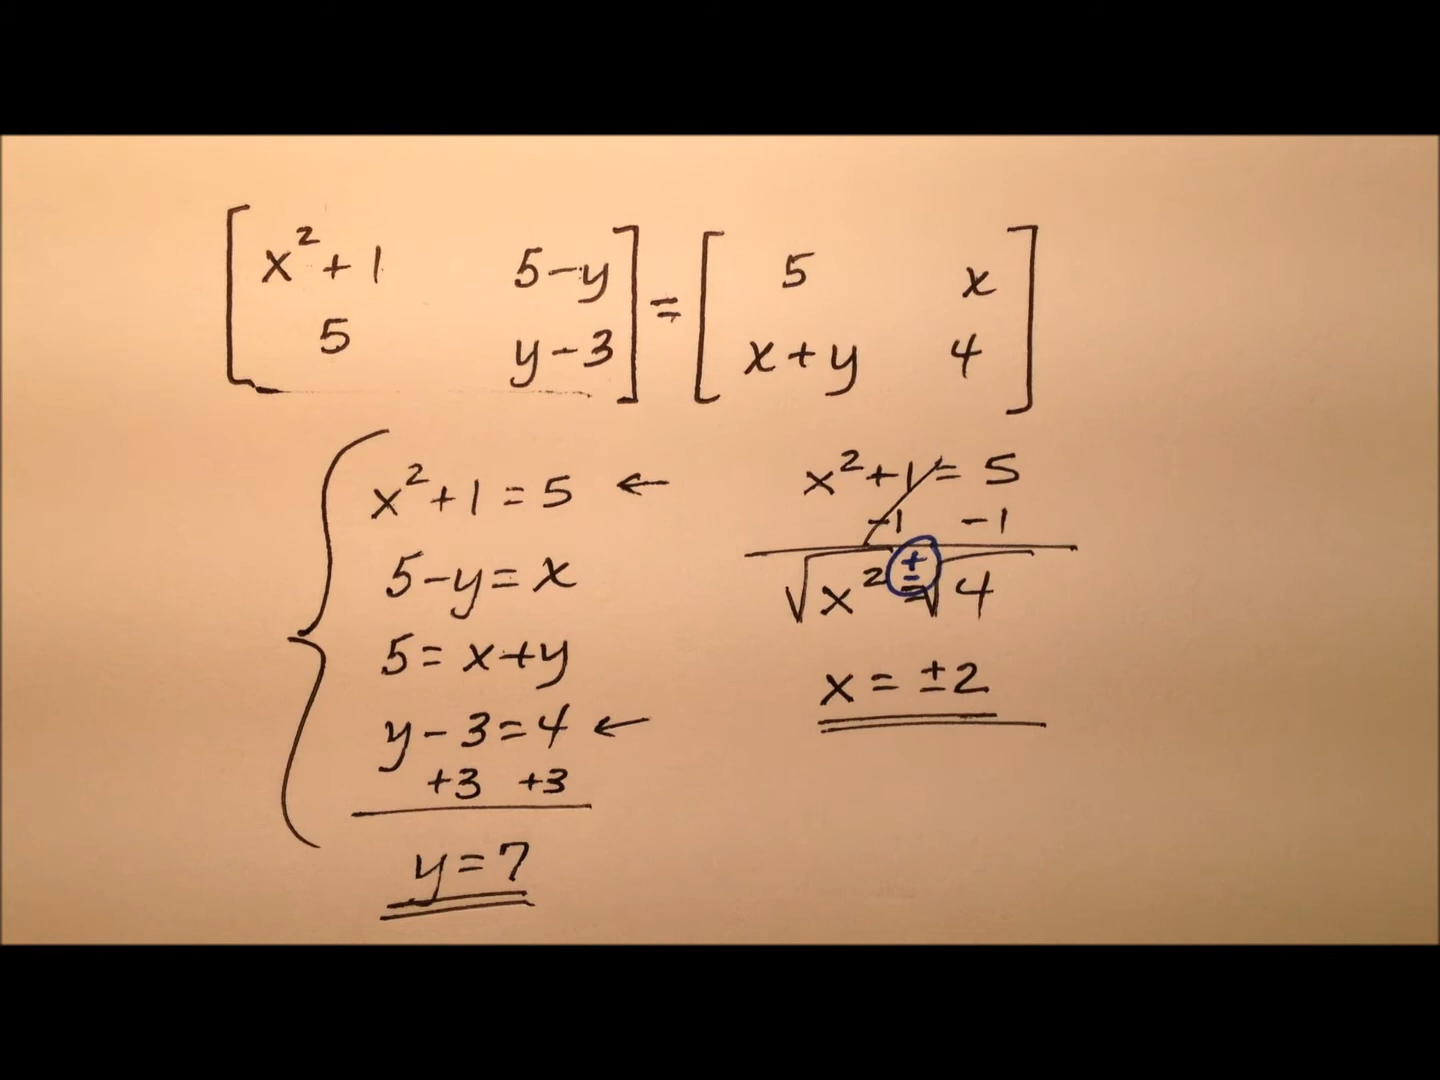 [ x² + 1 5 - y ] = [ 5 x ]
[ 5 y - 3 ] [ x + y 4 ]
x² + 1 = 5 ←
5 - y = x
5 = x + y
y - 3 = 4 ←
+3 +3
y = 7
x² + 1 = 5
-1 -1
√x² = ± √4
x = ±2